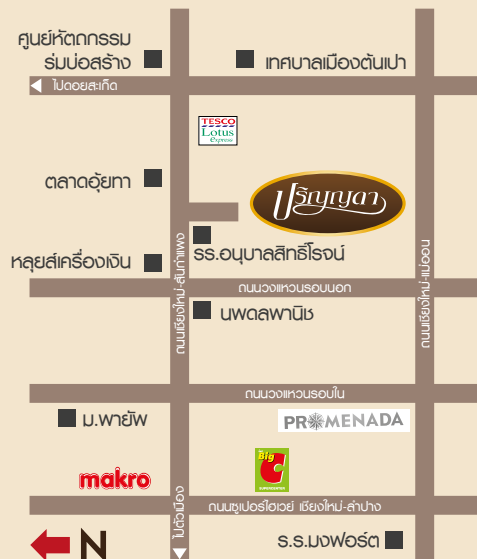 ศูนย์หัตถกรรม
ร่มบ่อสร้าง
เทศบาลเมืองต้นเปา
ไปดอยสะเก็ด
TESCO
Lotus
express
ตลาดอุ้ยทา
ปริญญดา
รร.อนุบาลสิทธิ์โรจน์
หลุยส์เครื่องเงิน
ถนนเชียงใหม่-สันกำแพง
ถนนเชียงใหม่-แม่ออน
ถนนวงแหวนรอบนอก
นพดลพานิช
ถนนวงแหวนรอบใน
ม.พายัพ
PROMENADA
Big
C
SUPERCENTER
makro
ถนนซูเปอร์ไฮเวย์ เชียงใหม่-ลำปาง
ไปตัวเมือง
N
ร.ร.มงฟอร์ต